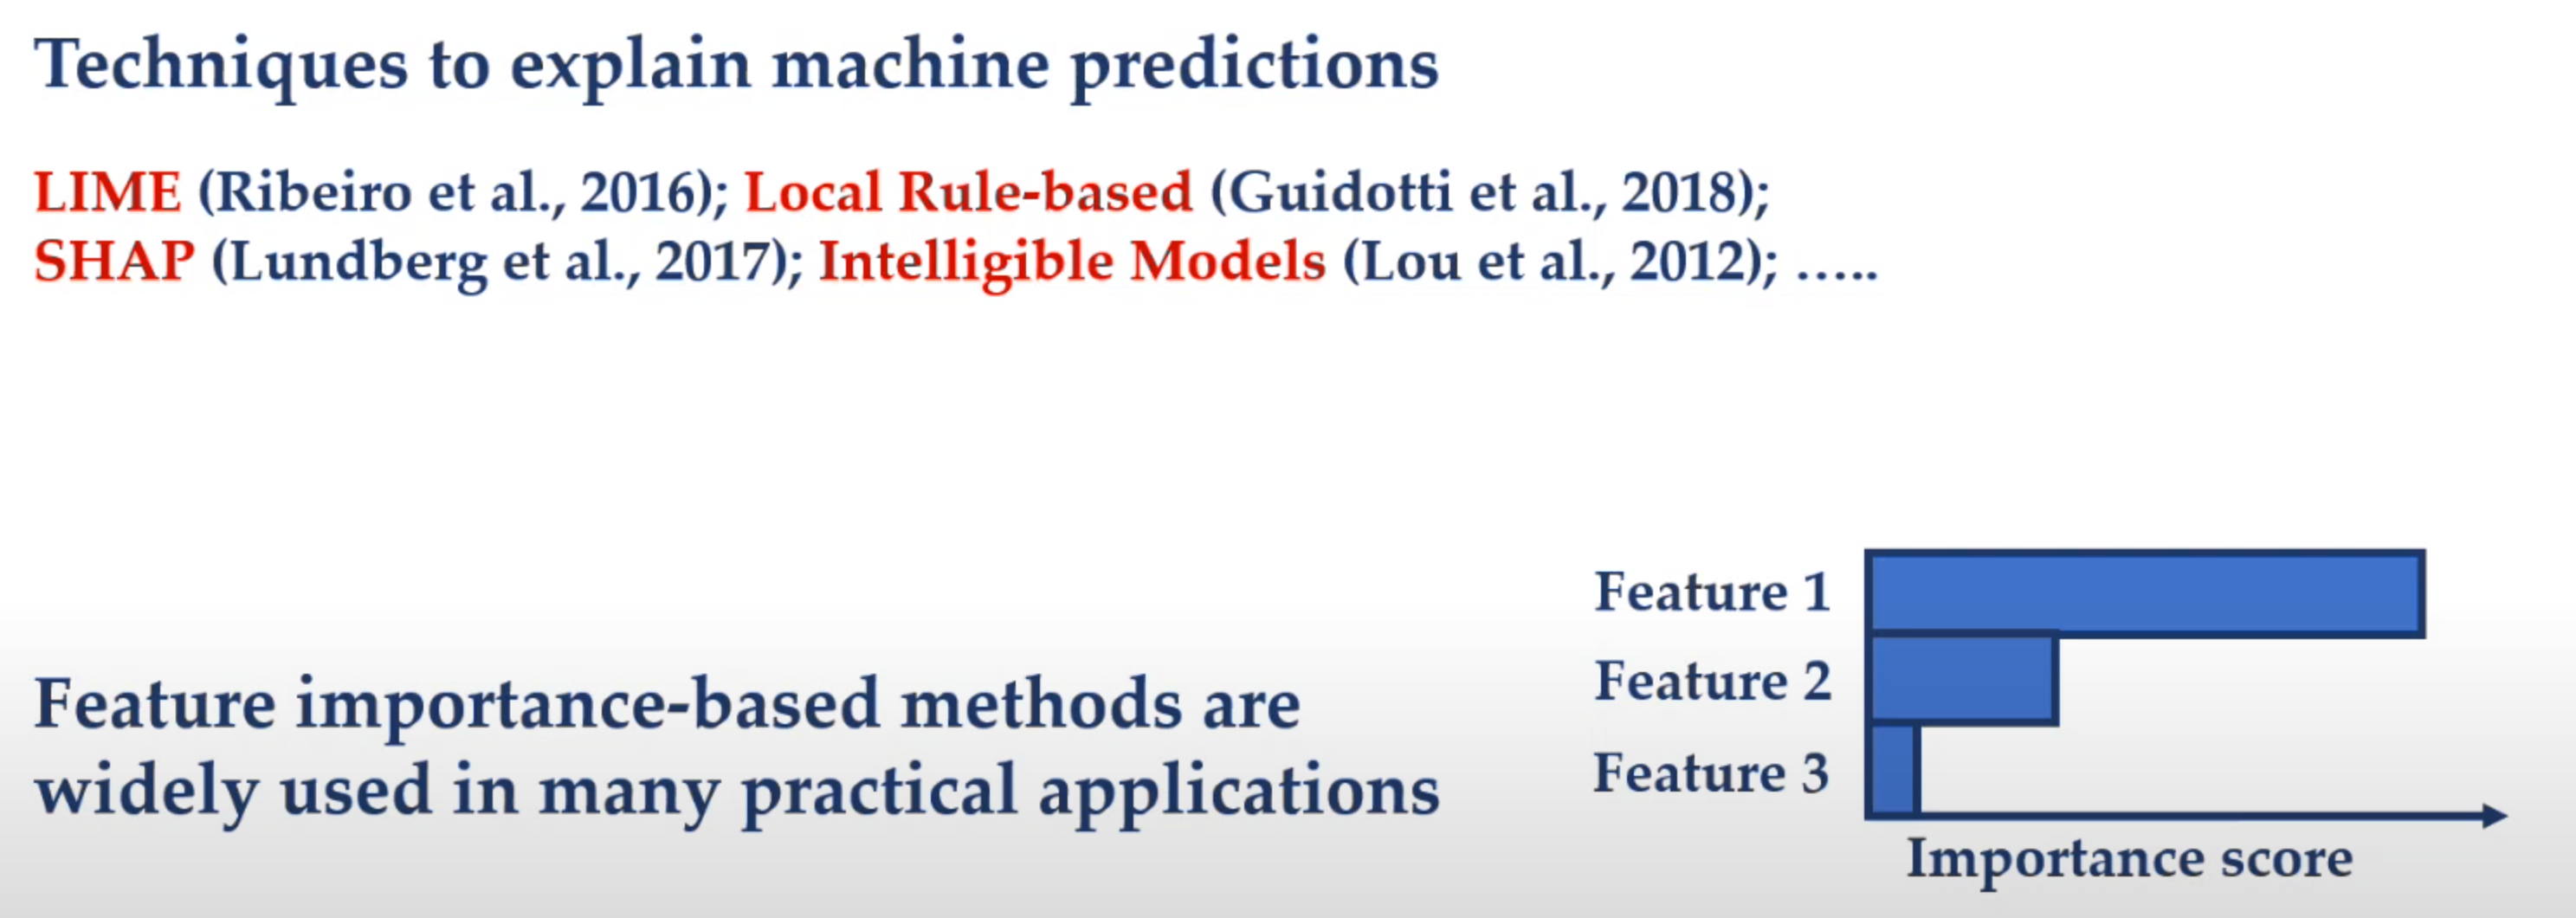 Techniques to explain machine predictions
LIME (Ribeiro et al., 2016); Local Rule-based (Guidotti et al., 2018);
SHAP (Lundberg et al., 2017); Intelligible Models (Lou et al., 2012); …..
Feature importance-based methods are
widely used in many practical applications
Feature 1
Feature 2
Feature 3
Importance score